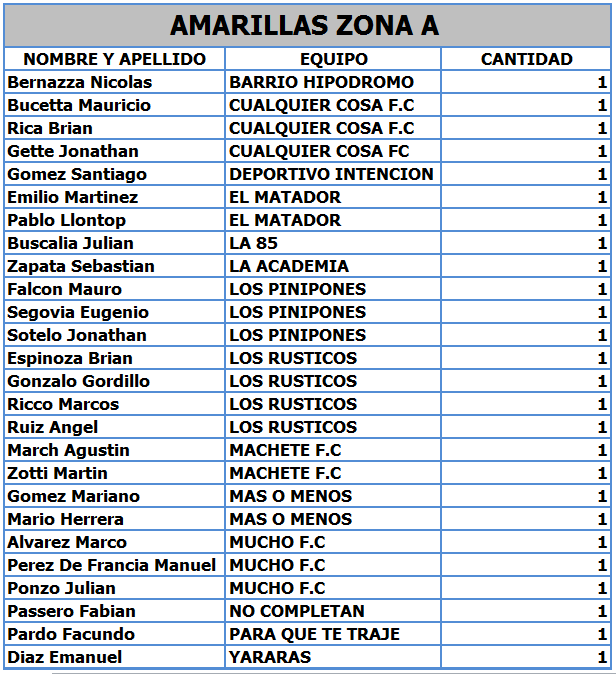 AMARILLAS ZONA A
NOMBRE Y APELLIDO EQUIPO CANTIDAD
Bernazza Nicolas BARRIO HIPODROMO 1
Bucetta Mauricio CUALQUIER COSA F.C 1
Rica Brian CUALQUIER COSA F.C 1
Gette Jonathan CUALQUIER COSA FC 1
Gomez Santiago DEPORTIVO INTENCION 1
Emilio Martinez EL MATADOR 1
Pablo Llontop EL MATADOR 1
Buscalia Julian LA 85 1
Zapata Sebastian LA ACADEMIA 1
Falcon Mauro LOS PINIPONES 1
Segovia Eugenio LOS PINIPONES 1
Sotelo Jonathan LOS PINIPONES 1
Espinoza Brian LOS RUSTICOS 1
Gonzalo Gordillo LOS RUSTICOS 1
Ricco Marcos LOS RUSTICOS 1
Ruiz Angel LOS RUSTICOS 1
March Agustin MACHETE F.C 1
Zotti Martin MACHETE F.C 1
Gomez Mariano MAS O MENOS 1
Mario Herrera MAS O MENOS 1
Alvarez Marco MUCHO F.C 1
Perez De Francia Manuel MUCHO F.C 1
Ponzo Julian MUCHO F.C 1
Passero Fabian NO COMPLETAN 1
Pardo Facundo PARA QUE TE TRAJE 1
Diaz Emanuel YARARAS 1